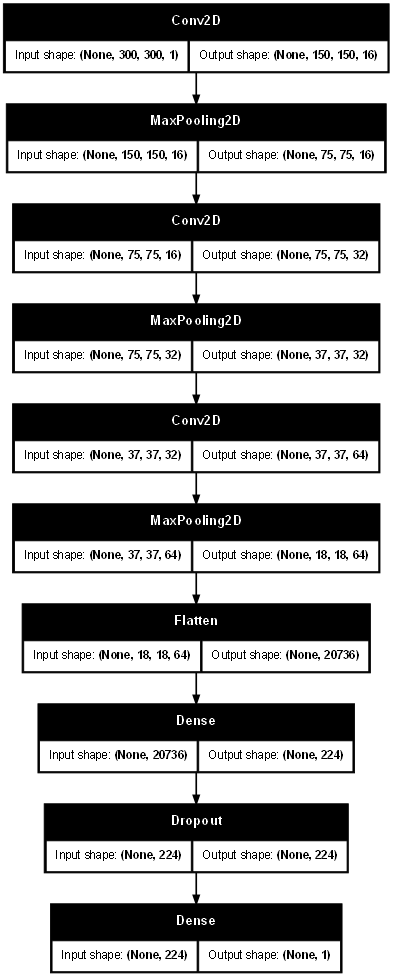 Conv2D
Input shape: (None, 300, 300, 1) Output shape: (None, 150, 150, 16)
MaxPooling2D
Input shape: (None, 150, 150, 16) Output shape: (None, 75, 75, 16)
Conv2D
Input shape: (None, 75, 75, 16) Output shape: (None, 75, 75, 32)
MaxPooling2D
Input shape: (None, 75, 75, 32) Output shape: (None, 37, 37, 32)
Conv2D
Input shape: (None, 37, 37, 32) Output shape: (None, 37, 37, 64)
MaxPooling2D
Input shape: (None, 37, 37, 64) Output shape: (None, 18, 18, 64)
Flatten
Input shape: (None, 18, 18, 64) Output shape: (None, 20736)
Dense
Input shape: (None, 20736) Output shape: (None, 224)
Dropout
Input shape: (None, 224) Output shape: (None, 224)
Dense
Input shape: (None, 224) Output shape: (None, 1)